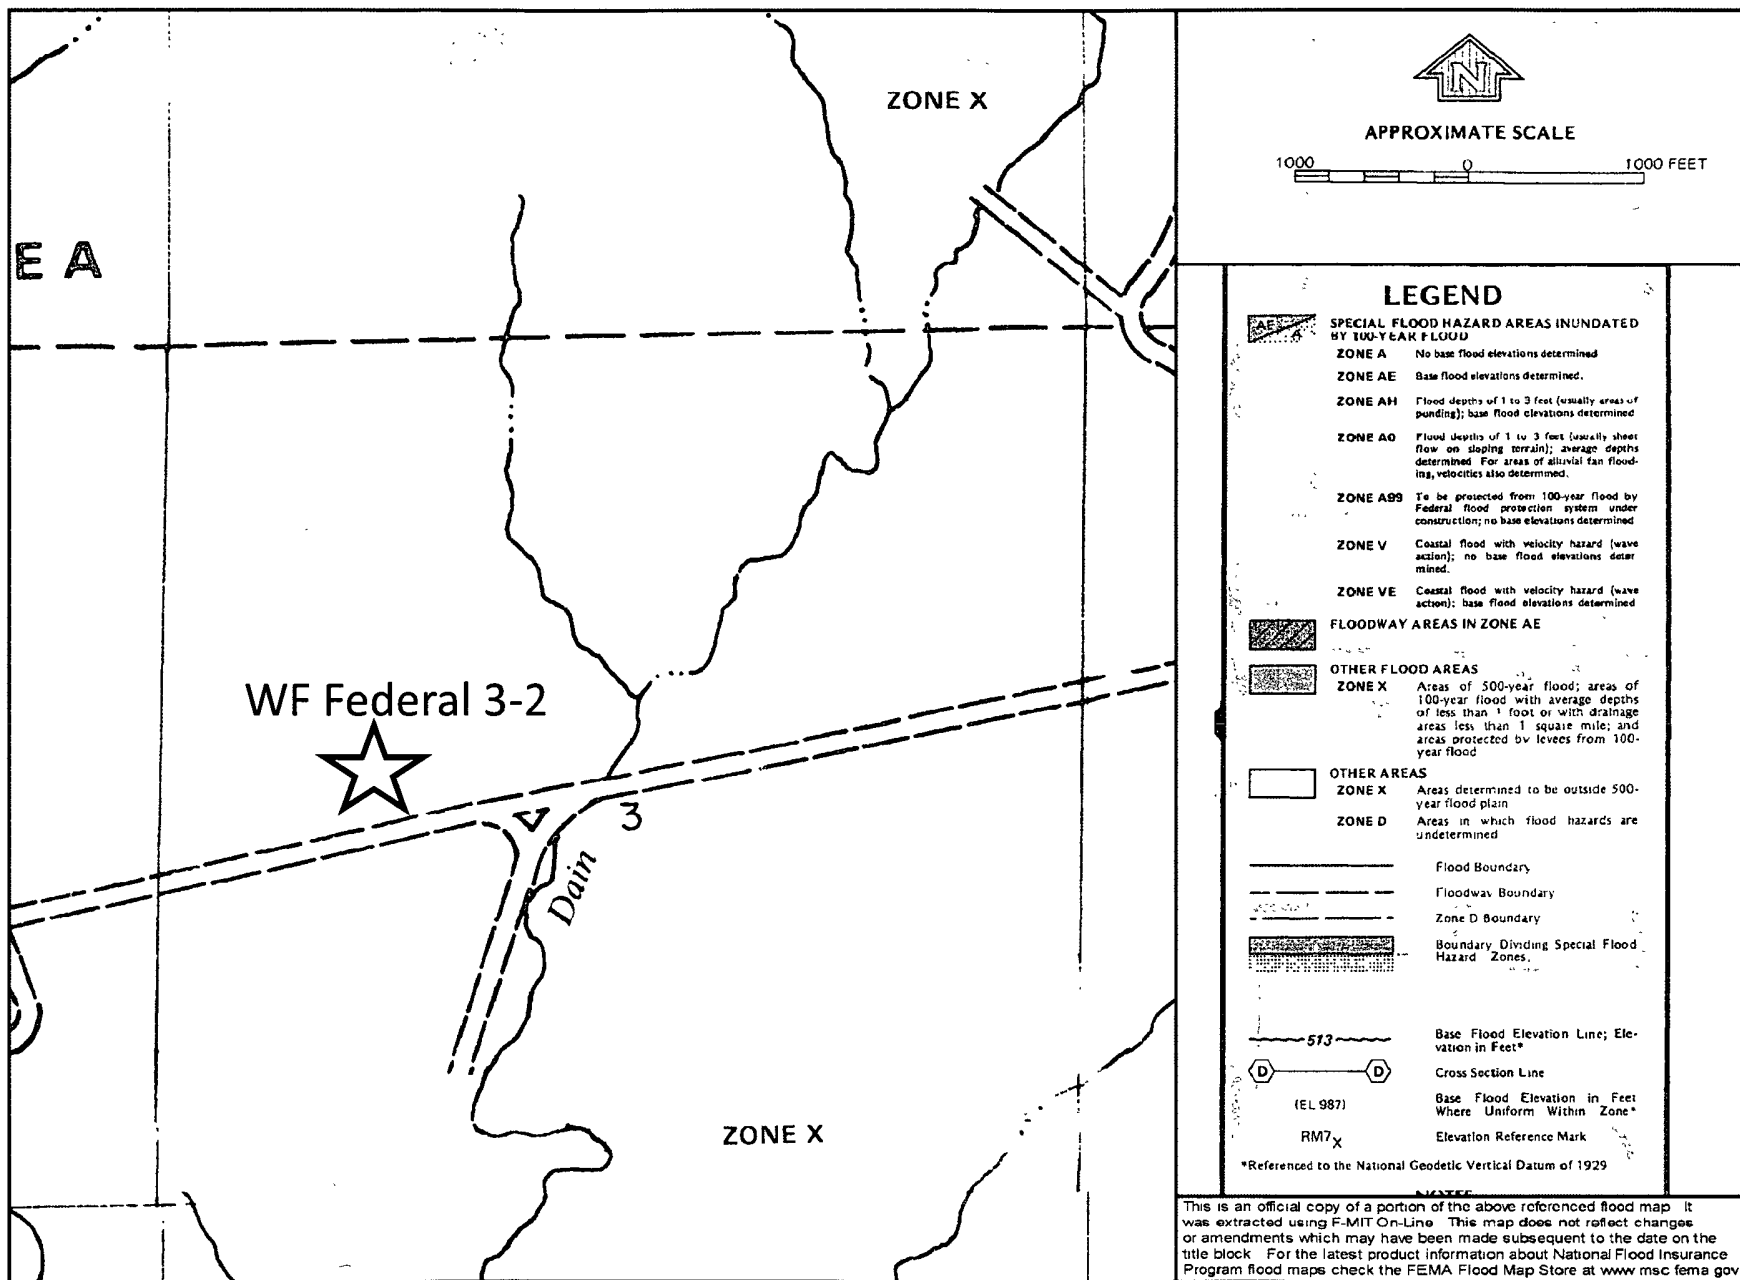 ZONE X
E A
WF Federal 3-2
3
Dain
ZONE X
N
APPROXIMATE SCALE
1000 0 1000 FEET
LEGEND
AE
A
SPECIAL FLOOD HAZARD AREAS INUNDATED
BY 100-YEAR FLOOD
ZONE A No base flood elevations determined
ZONE AE Base flood elevations determined.
ZONE AH Flood depths of 1 to 3 feet (usually areas of
ponding); base flood elevations determined
ZONE AO Flood depths of 1 to 3 feet (usually sheet
flow on sloping terrain); average depths
determined For areas of alluvial fan flood-
ing, velocities also determined.
ZONE A99 To be protected from 100-year flood by
Federal flood protection system under
construction; no base elevations determined
ZONE V Coastal flood with velocity hazard (wave
action); no base flood elevations deter
mined.
ZONE VE Coastal flood with velocity hazard (wave
action); base flood elevations determined
FLOODWAY AREAS IN ZONE AE
OTHER FLOOD AREAS
ZONE X Areas of 500-year flood; areas of
100-year flood with average depths
of less than 1 foot or with drainage
areas less than 1 square mile; and
areas protected by levees from 100-
year flood
OTHER AREAS
ZONE X Areas determined to be outside 500-
year flood plain
ZONE D Areas in which flood hazards are
undetermined
Flood Boundary
Floodway Boundary
Zone D Boundary
Boundary Dividing Special Flood
Hazard Zones.
513 Base Flood Elevation Line; Ele-
vation in Feet*
D D Cross Section Line
(EL 987) Base Flood Elevation in Feet
Where Uniform Within Zone*
RM7X Elevation Reference Mark
*Referenced to the National Geodetic Vertical Datum of 1929
NOTES
This is an official copy of a portion of the above referenced flood map It
was extracted using F-MIT On-Line This map does not reflect changes
or amendments which may have been made subsequent to the date on the
title block For the latest product information about National Flood Insurance
Program flood maps check the FEMA Flood Map Store at www msc fema gov